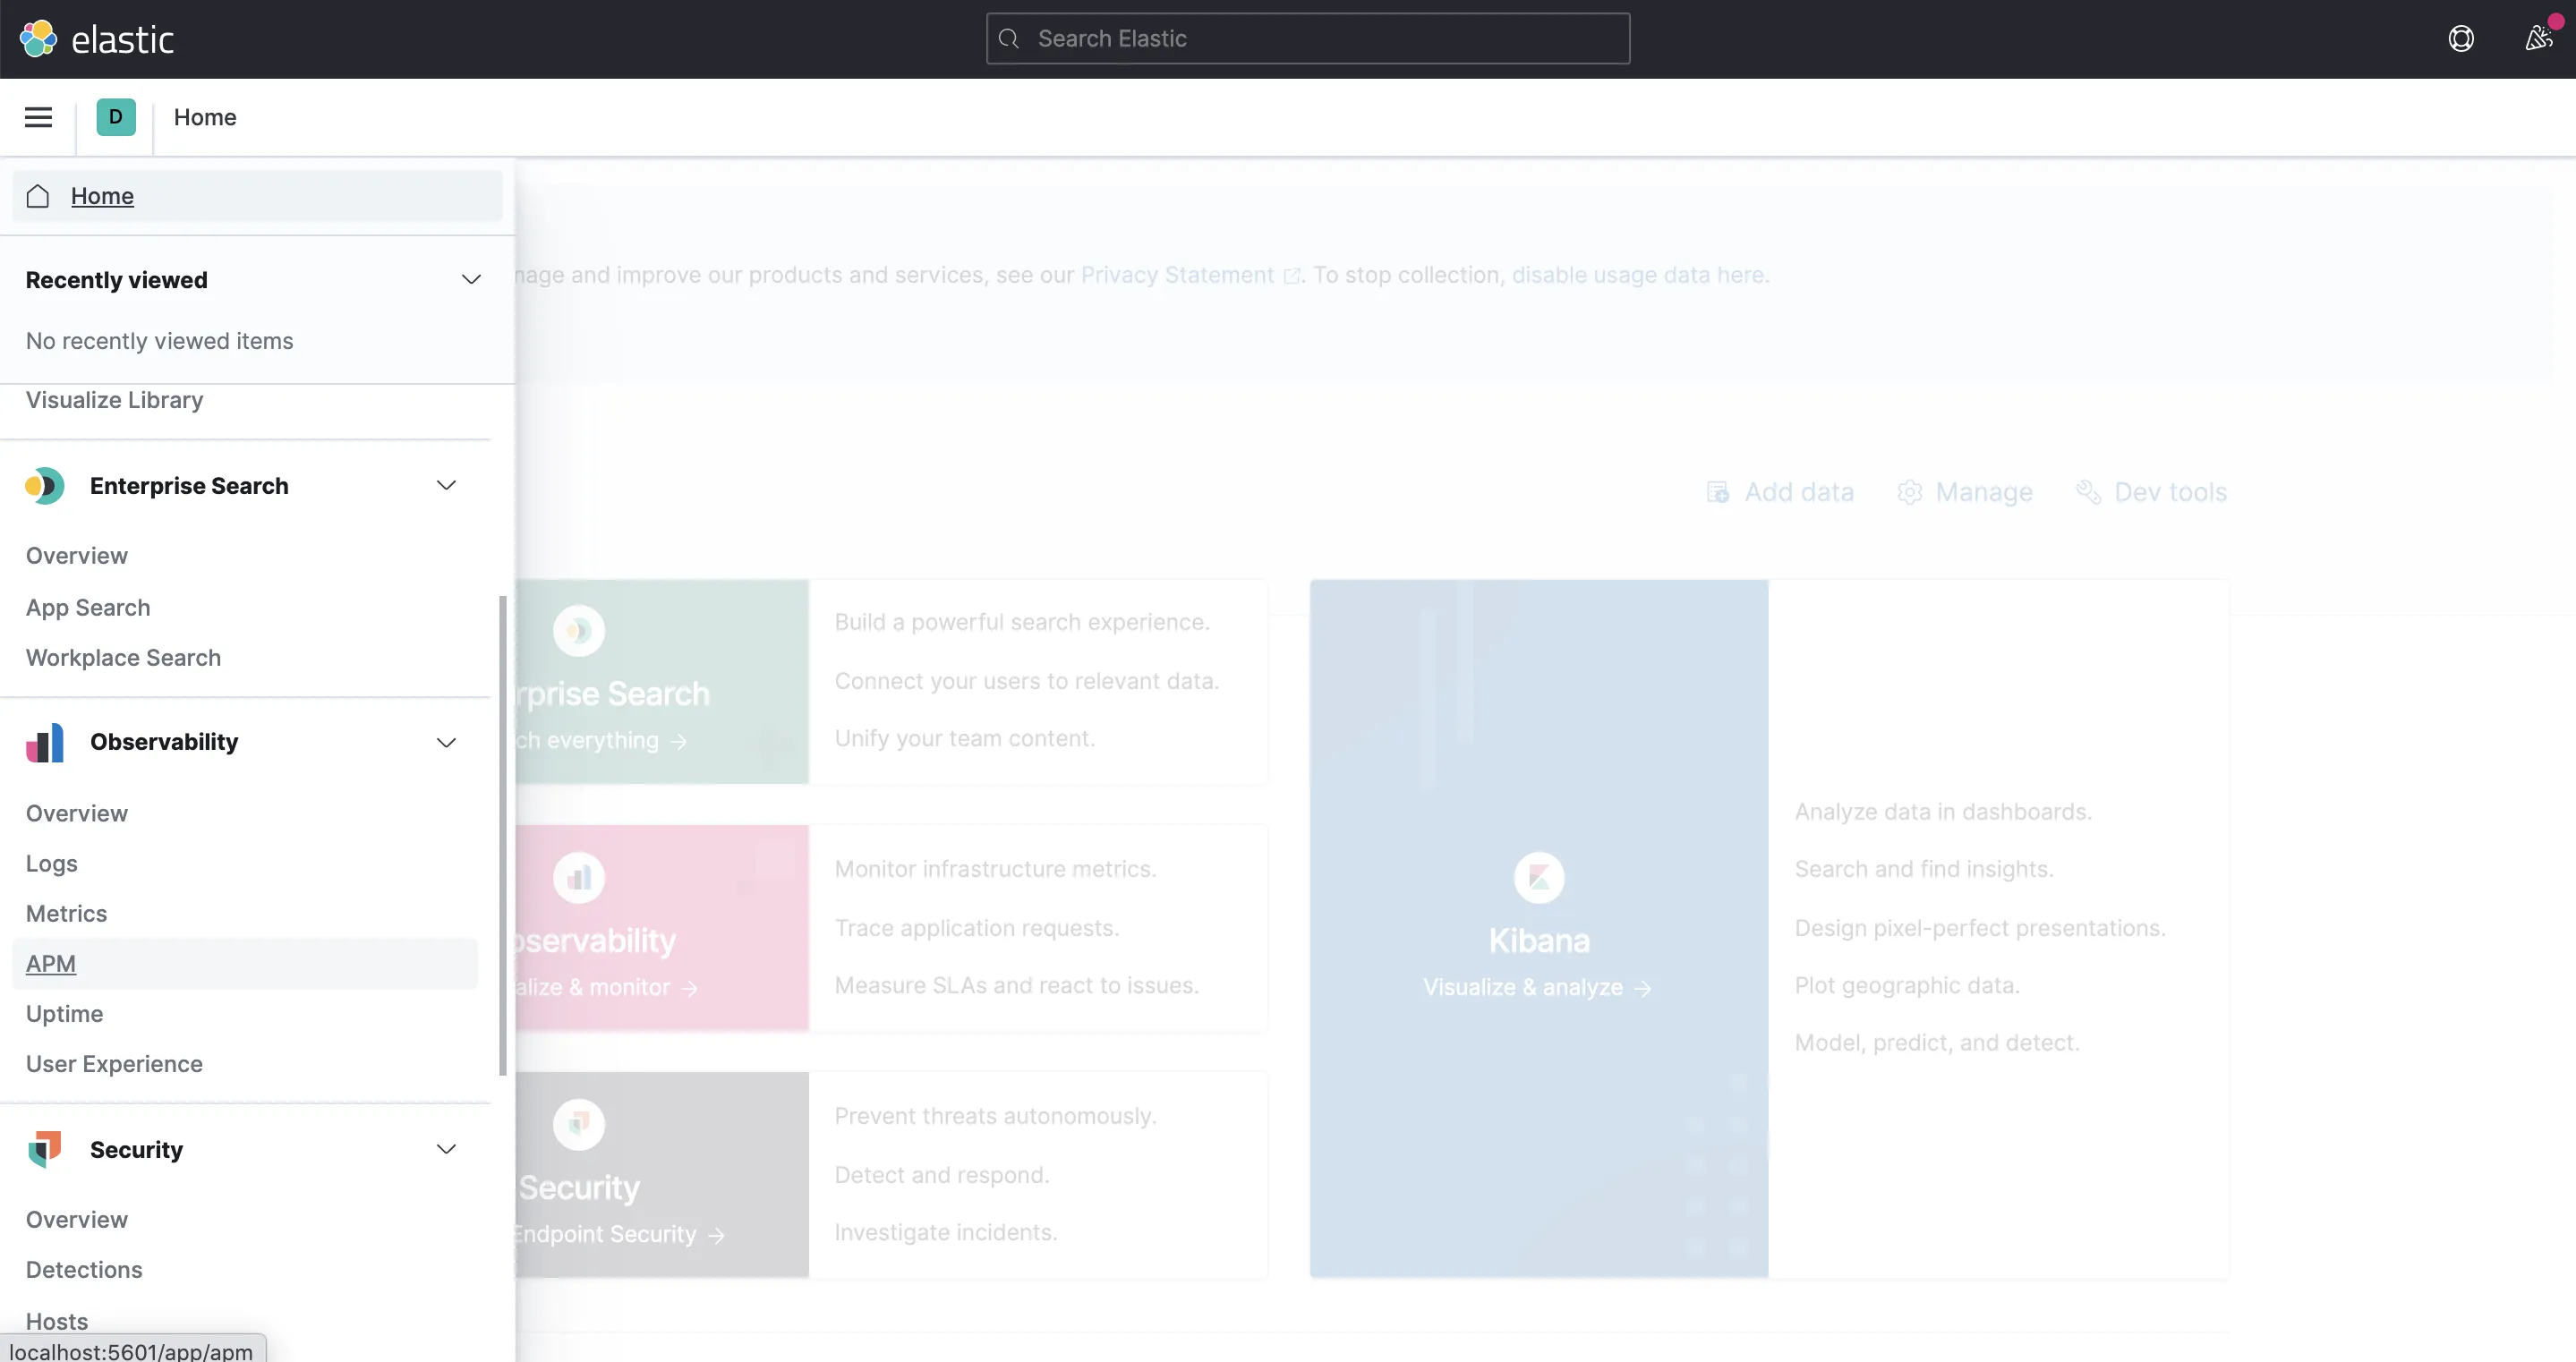 elastic
Search Elastic
D
Home
Home
Recently viewed
No recently viewed items
Visualize Library
Enterprise Search
Overview
App Search
Workplace Search
Observability
Overview
Logs
Metrics
APM
Uptime
User Experience
Security
Overview
Detections
Hosts
localhost:5601/app/apm
nage and improve our products and services, see our Privacy Statement. To stop collection, disable usage data here.
Add data
Manage
Dev tools
rprise Search
ch everything →
Build a powerful search experience.
Connect your users to relevant data.
Unify your team content.
bservability
alize & monitor →
Monitor infrastructure metrics.
Trace application requests.
Measure SLAs and react to issues.
Security
Endpoint Security →
Prevent threats autonomously.
Detect and respond.
Investigate incidents.
Kibana
Visualize & analyze →
Analyze data in dashboards.
Search and find insights.
Design pixel-perfect presentations.
Plot geographic data.
Model, predict, and detect.